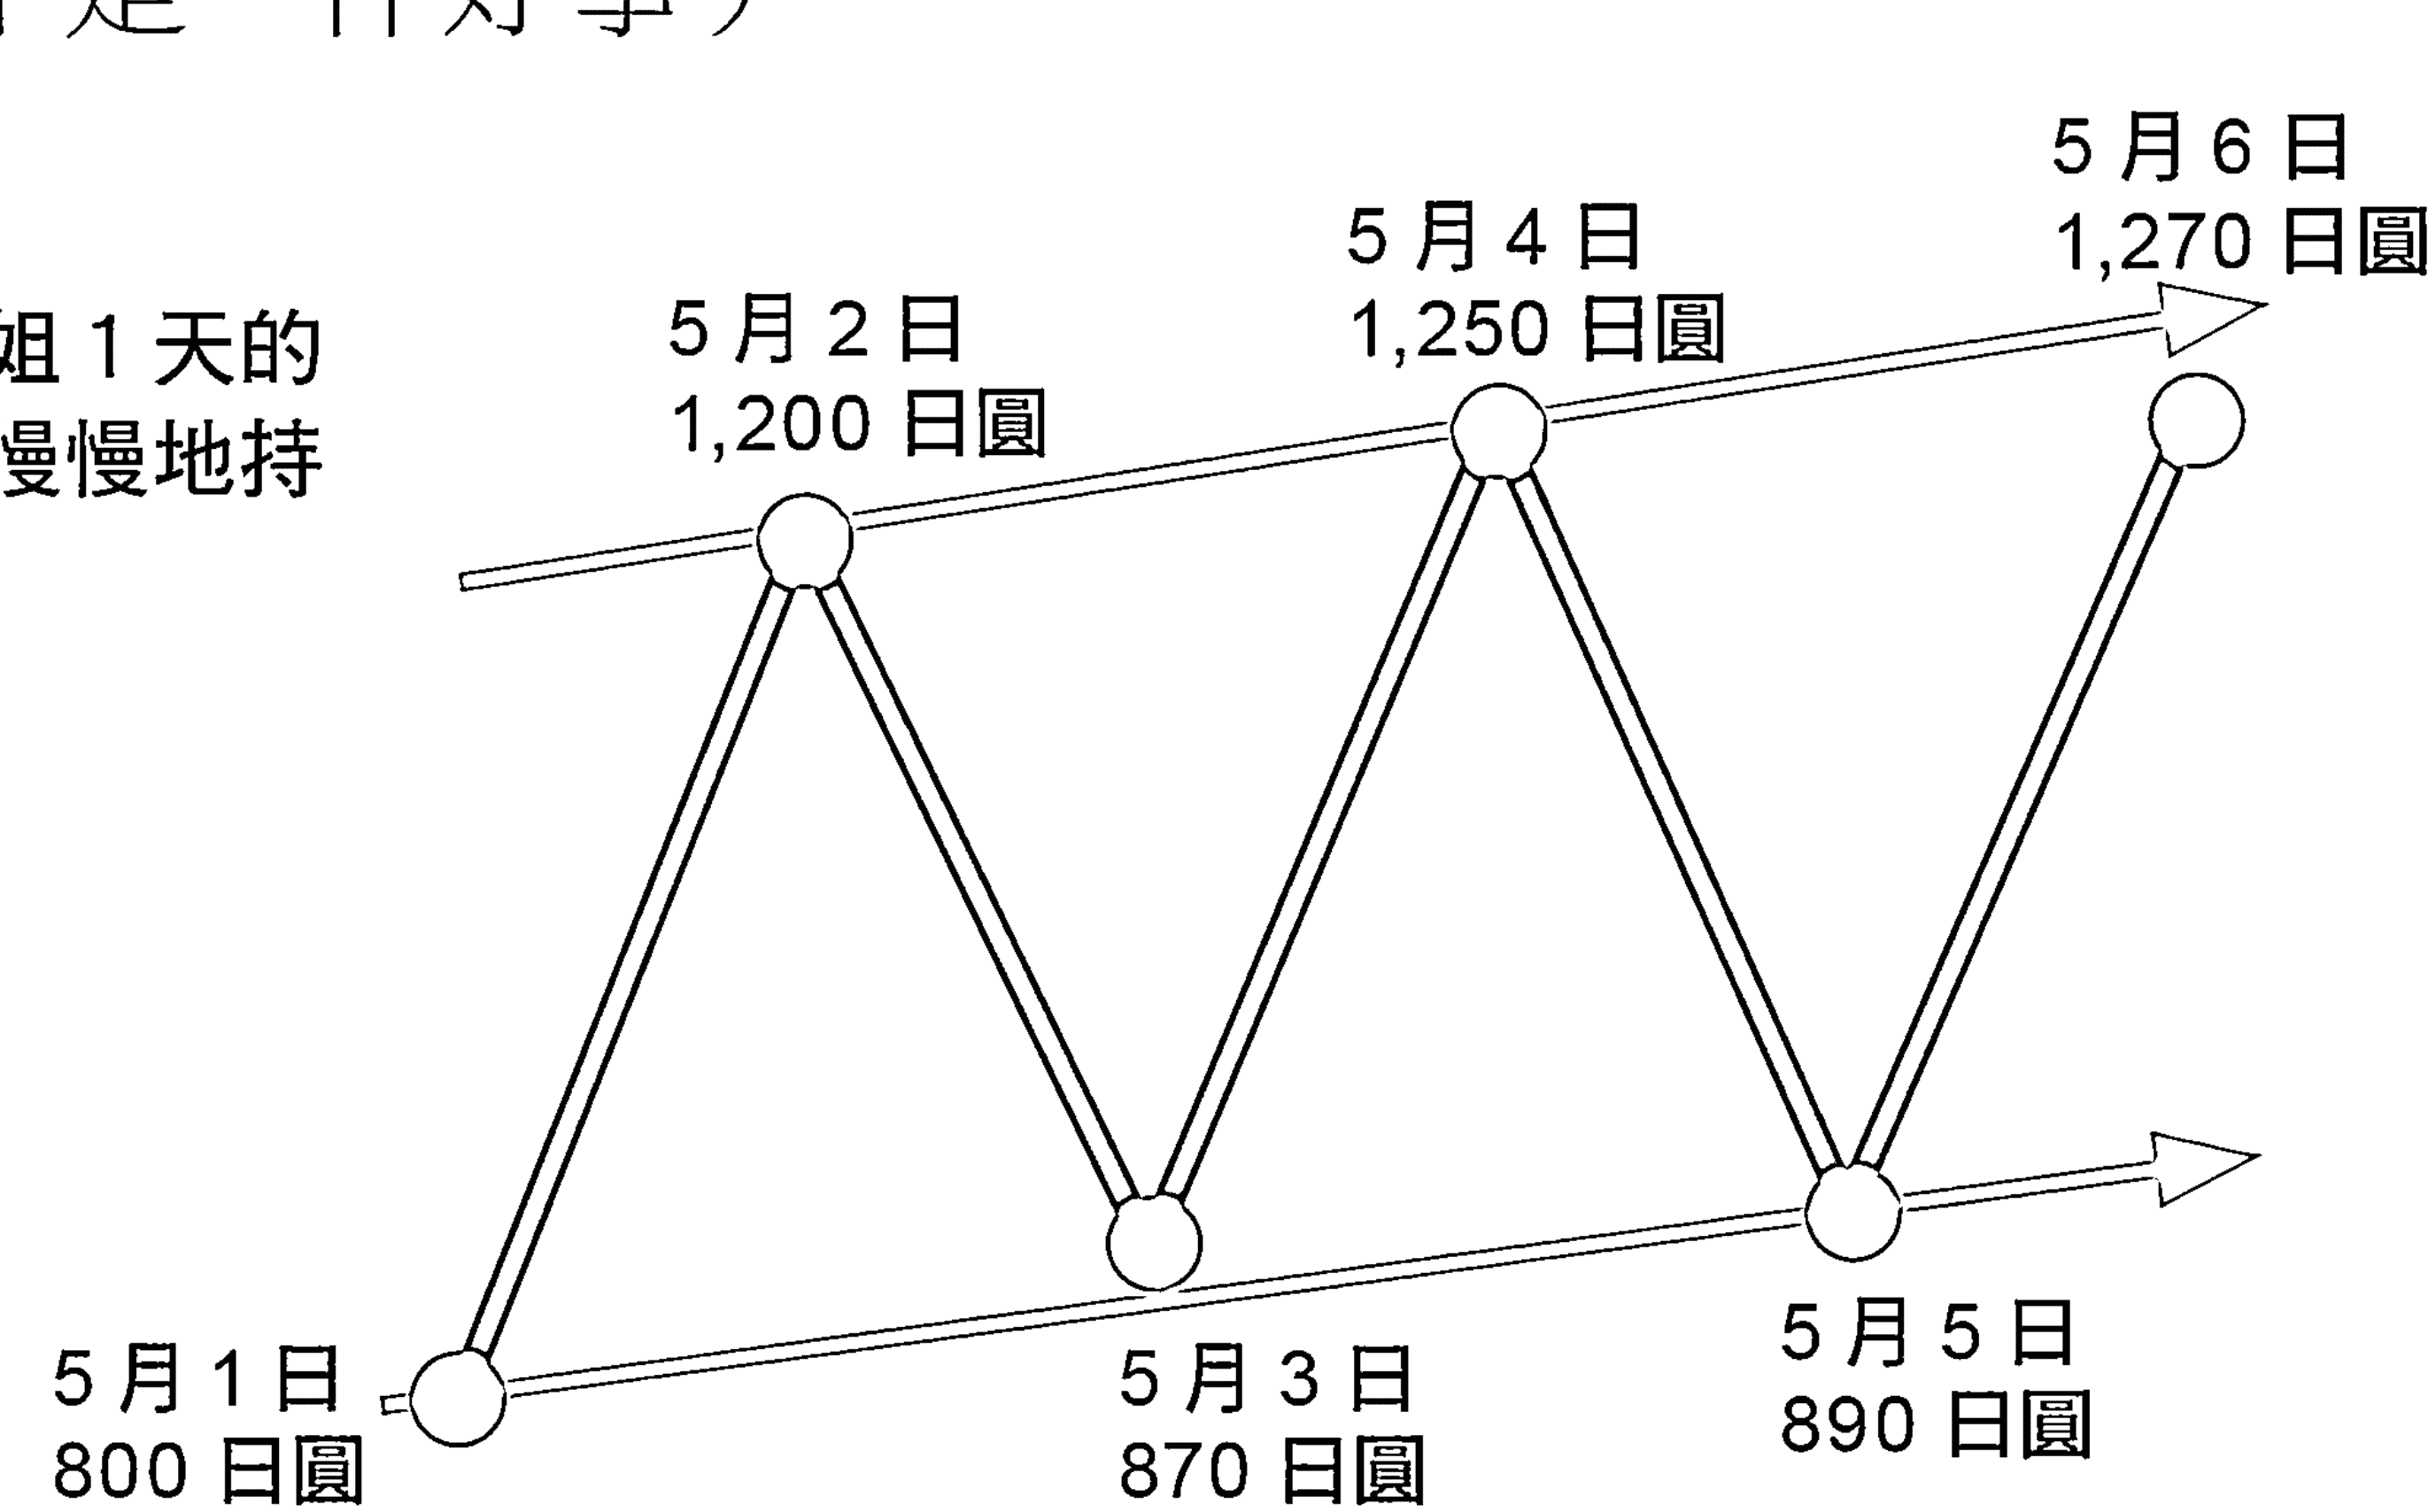 姐 1 天的
慢慢地持
5 月 1 日
800 日圓
5 月 2 日
1,200 日圓
5 月 3 日
870 日圓
5 月 4 日
1,250 日圓
5 月 5 日
890 日圓
5 月 6 日
1,270 日圓